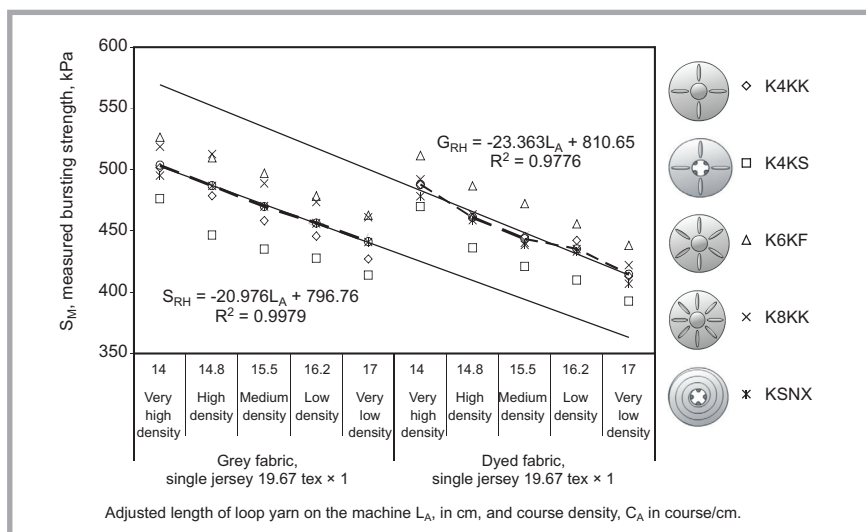 600
550
500
450
400
350
S_M, measured bursting strength, kPa
G_RH = -23.363L_A + 810.65
R² = 0.9776
S_RH = -20.976L_A + 796.76
R² = 0.9979
14 14.8 15.5 16.2 17 14 14.8 15.5 16.2 17
Very High Medium Low Very Very High Medium Low Very
high density density density low high density density density low
density density density density
Grey fabric, Dyed fabric,
single jersey 19.67 tex × 1 single jersey 19.67 tex × 1
Adjusted length of loop yarn on the machine L_A, in cm, and course density, C_A in course/cm.
K4KK
K4KS
K6KF
K8KK
KSNX